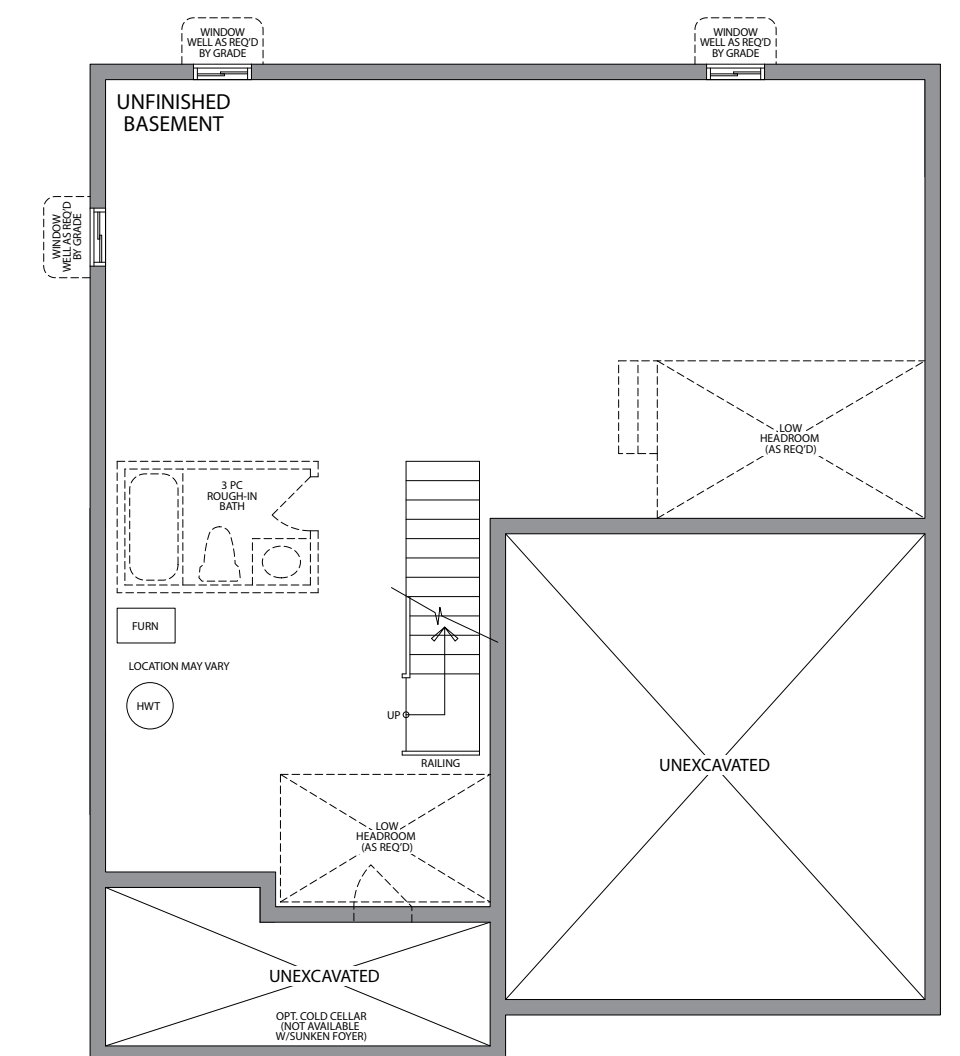 WINDOW
WELL AS REQ'D
BY GRADE
WINDOW
WELL AS REQ'D
BY GRADE
UNFINISHED
BASEMENT
WINDOW
WELL AS REQ'D
BY GRADE
LOW
HEADROOM
(AS REQ'D)
3 PC
ROUGH-IN
BATH
FURN
LOCATION MAY VARY
HWT
UP
RAILING
UNEXCAVATED
LOW
HEADROOM
(AS REQ'D)
UNEXCAVATED
OPT. COLD CELLAR
(NOT AVAILABLE
W/SUNKEN FOYER)